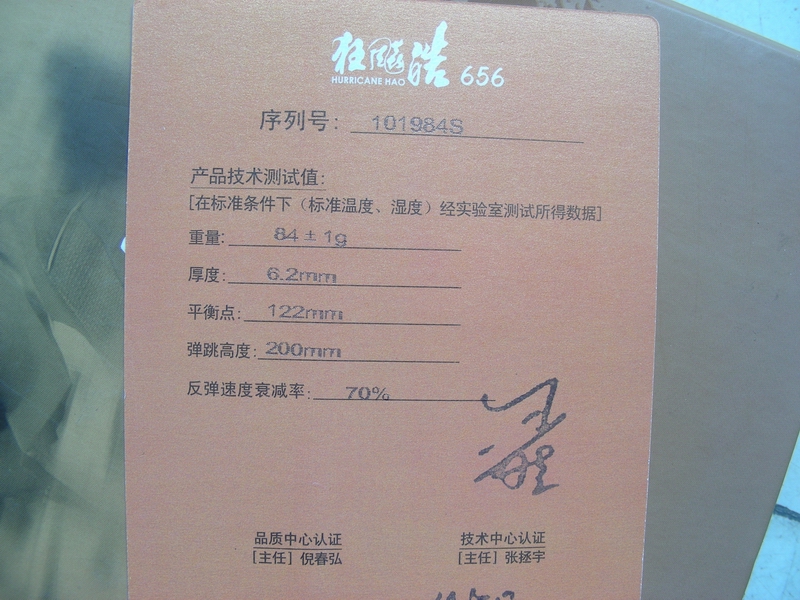 狂飚皓 656
HURRICANE HAO
序列号: 101984S
产品技术测试值:
[在标准条件下（标准温度、湿度）经实验室测试所得数据]
重量: 84±1g
厚度: 6.2mm
平衡点: 122mm
弹跳高度: 200mm
反弹速度衰减率: 70%
品质中心认证 技术中心认证
[主任] 倪春弘 [主任] 张拯宇